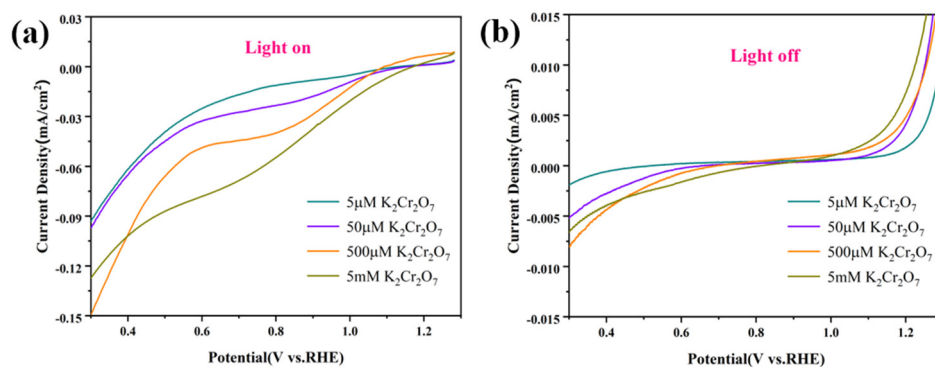 (a)
Light on
Current Density(mA/cm²)
0.03
0.00
-0.03
-0.06
-0.09
-0.12
-0.15
0.4
0.6
0.8
1.0
1.2
Potential(V vs.RHE)
5μM K₂Cr₂O₇
50μM K₂Cr₂O₇
500μM K₂Cr₂O₇
5mM K₂Cr₂O₇
(b)
Light off
Current Density(mA/cm²)
0.015
0.010
0.005
0.000
-0.005
-0.010
-0.015
0.4
0.6
0.8
1.0
1.2
Potential(V vs.RHE)
5μM K₂Cr₂O₇
50μM K₂Cr₂O₇
500μM K₂Cr₂O₇
5mM K₂Cr₂O₇